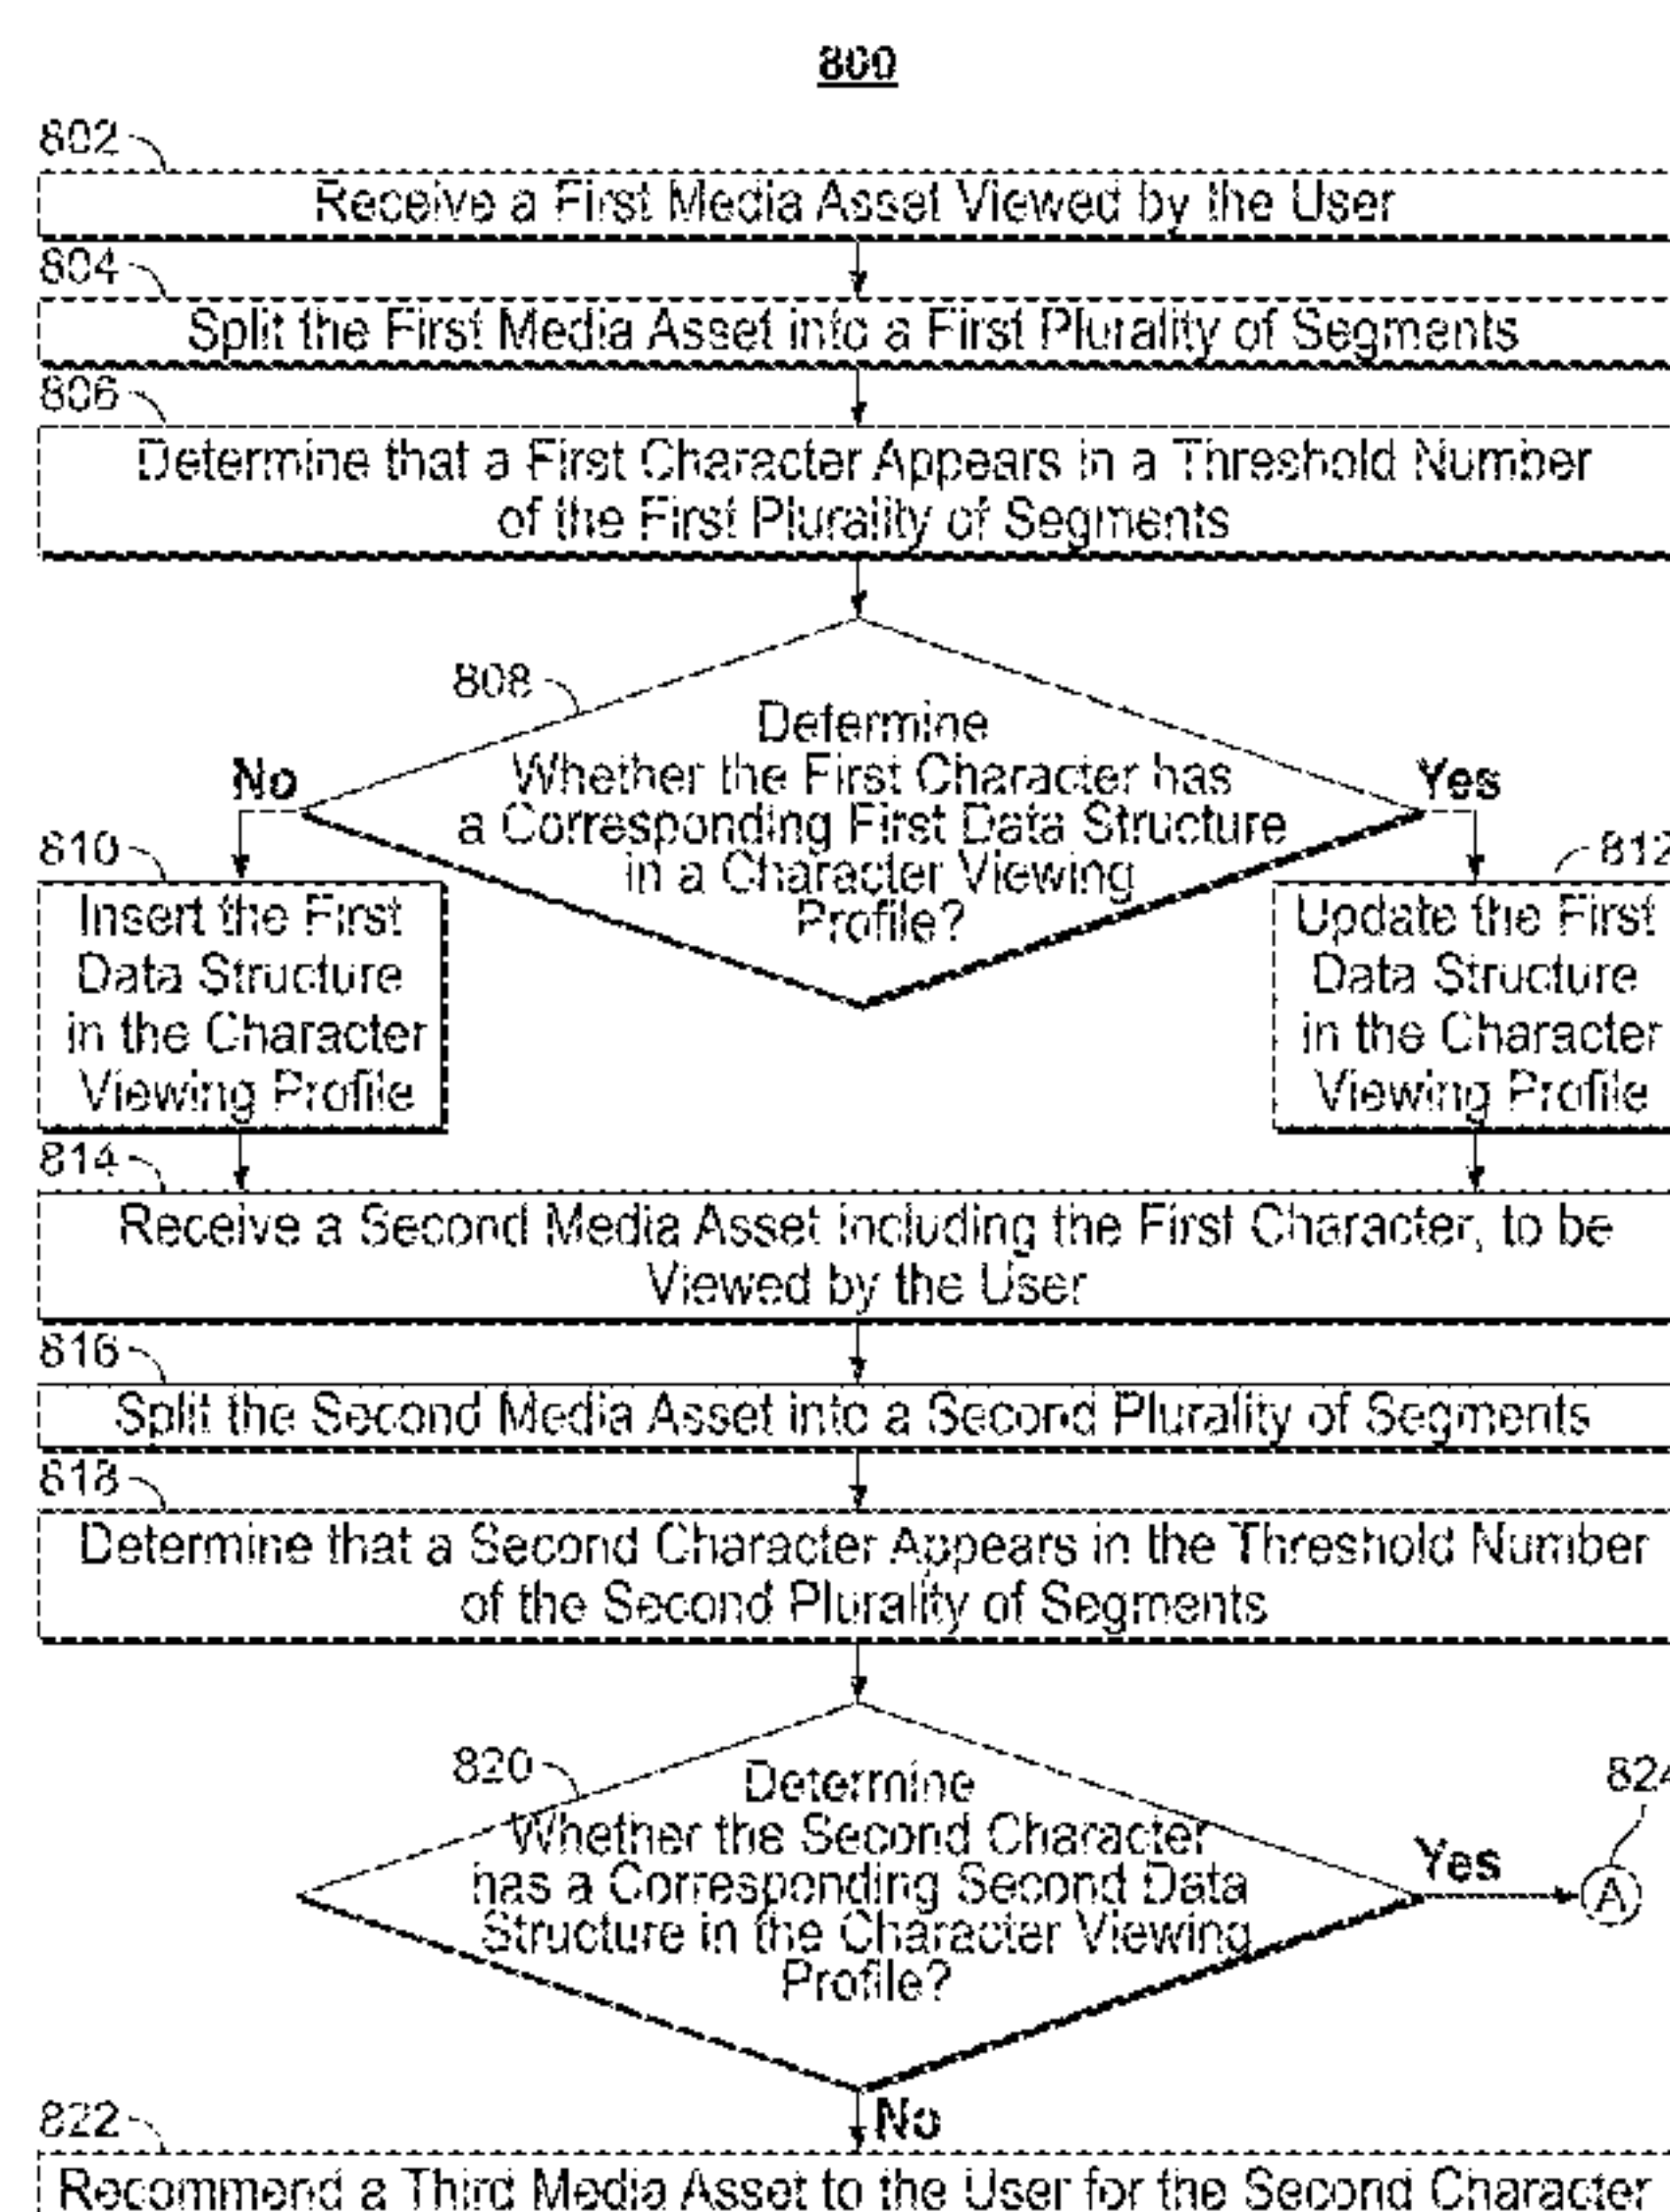 800
802
Receive a First Media Asset Viewed by the User
804
Split the First Media Asset into a First Plurality of Segments
806
Determine that a First Character Appears in a Threshold Number
of the First Plurality of Segments
808
Determine
Whether the First Character has
a Corresponding First Data Structure
in a Character Viewing
Profile?
No
Yes
810
Insert the First
Data Structure
in the Character
Viewing Profile
812
Update the First
Data Structure
in the Character
Viewing Profile
814
Receive a Second Media Asset including the First Character, to be
Viewed by the User
816
Split the Second Media Asset into a Second Plurality of Segments
818
Determine that a Second Character Appears in the Threshold Number
of the Second Plurality of Segments
820
Determine
Whether the Second Character
has a Corresponding Second Data
Structure in the Character Viewing
Profile?
Yes
824
A
No
822
Recommend a Third Media Asset to the User for the Second Character